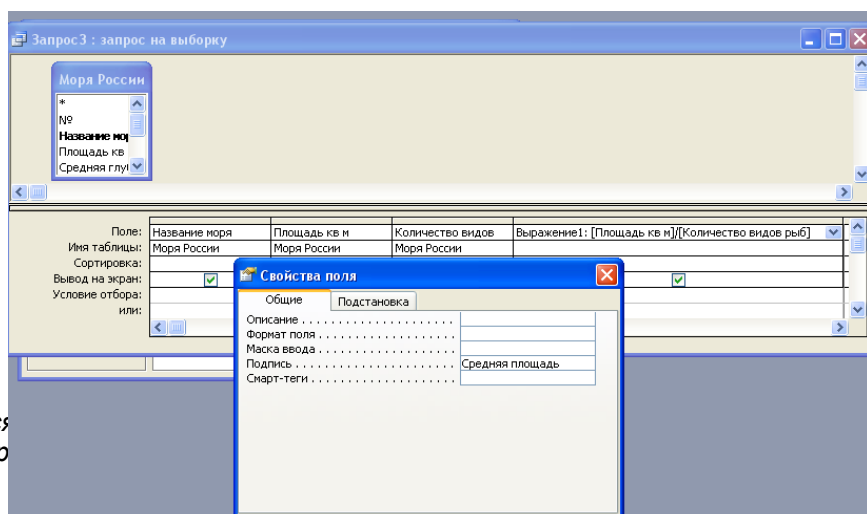 Запрос3 : запрос на выборку
Моря России
*
№
Название мор
Площадь кв
Средняя глу
Поле: Название моря Площадь кв м Количество видов Выражение1: [Площадь кв м]/[Количество видов рыб]
Имя таблицы: Моря России Моря России Моря России
Сортировка:
Вывод на экран:
Условие отбора:
или:
Свойства поля
Общие Подстановка
Описание
Формат поля
Маска ввода
Подпись Средняя площадь
Смарт-теги